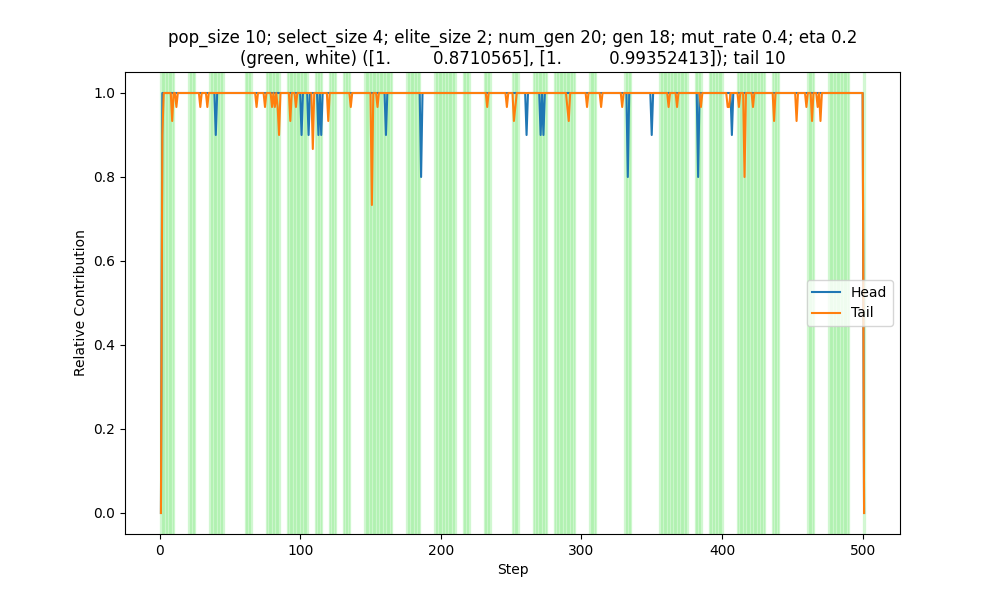 pop_size 10; select_size 4; elite_size 2; num_gen 20; gen 18; mut_rate 0.4; eta 0.2
(green, white) ([1. 0.8710565], [1. 0.99352413]); tail 10
1.0
0.8
0.6
0.4
0.2
0.0
Relative Contribution
Head
Tail
0 100 200 300 400 500
Step